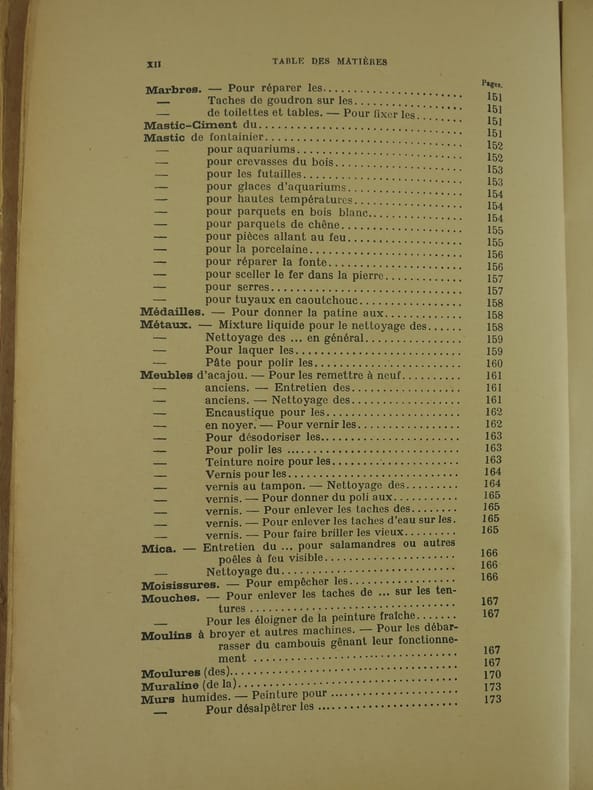 XII TABLE DES MATIÈRES
Pages.
Marbres. — Pour réparer les........................ 151
— Taches de goudron sur les.................. 151
— de toilettes et tables. — Pour fixer les....... 151
Mastic-Ciment du................................ 151
Mastic de fontainier.............................. 152
— pour aquariums........................... 152
— pour crevasses du bois.................... 153
— pour les futailles.......................... 153
— pour glaces d'aquariums................... 154
— pour hautes températures.................. 154
— pour parquets en bois blanc............... 154
— pour parquets de chêne.................... 155
— pour pièces allant au feu................... 155
— pour la porcelaine......................... 156
— pour réparer la fonte...................... 156
— pour sceller le fer dans la pierre............ 157
— pour serres............................... 157
— pour tuyaux en caoutchouc................ 158
Médailles. — Pour donner la patine aux............ 158
Métaux. — Mixture liquide pour le nettoyage des...... 158
— Nettoyage des ... en général................ 159
— Pour laquer les............................ 159
— Pâte pour polir les......................... 160
Meubles d'acajou. — Pour les remettre à neuf......... 161
— anciens. — Entretien des.................. 161
— anciens. — Nettoyage des................. 161
— Encaustique pour les...................... 162
— en noyer. — Pour vernir les................ 162
— Pour désodoriser les....................... 163
— Pour polir les ............................. 163
— Teinture noire pour les.................... 163
— Vernis pour les............................ 164
— vernis au tampon. — Nettoyage des......... 164
— vernis. — Pour donner du poli aux.......... 165
— vernis. — Pour enlever les taches des........ 165
— vernis. — Pour enlever les taches d'eau sur les. 165
— vernis. — Pour faire briller les vieux......... 165
Mica. — Entretien du ... pour salamandres ou autres
poêles à feu visible...................... 166
— Nettoyage du............................ 166
Moisissures. — Pour empêcher les................. 166
Mouches. — Pour enlever les taches de ... sur les ten-
tures .................................. 167
— Pour les éloigner de la peinture fraîche....... 167
Moulins à broyer et autres machines. — Pour les débar-
rasser du cambouis gênant leur fonctionne-
ment .................................. 167
Moulures (des)................................... 167
Muraline (de la).................................. 170
Murs humides. — Peinture pour .................... 173
— Pour désalpêtrer les ....................... 173